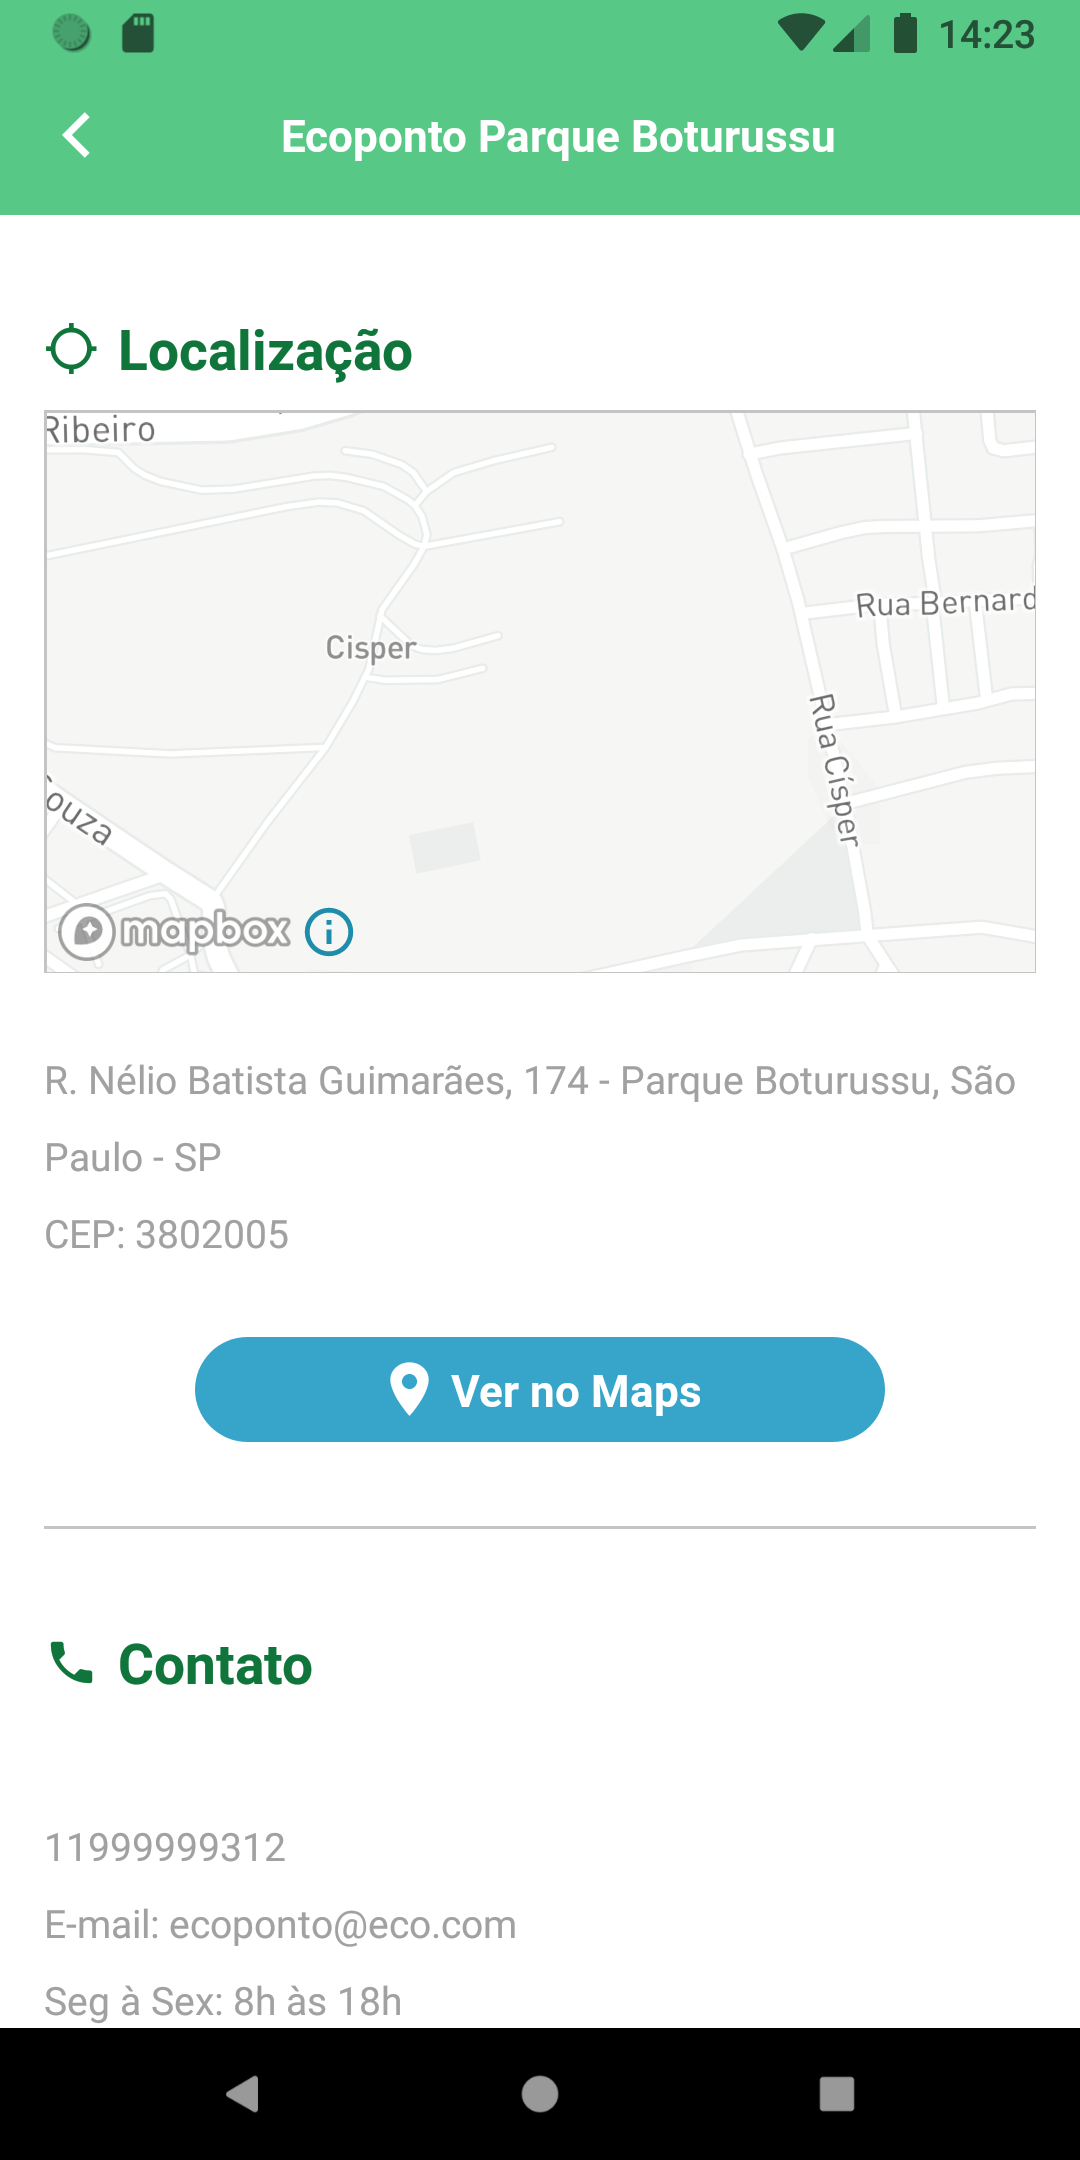 14:23
Ecoponto Parque Boturussu
Localização
Ribeiro
Rua Bernard
Cisper
Rua Císper
ouza
mapbox
R. Nélio Batista Guimarães, 174 - Parque Boturussu, São
Paulo - SP
CEP: 3802005
Ver no Maps
Contato
11999999312
E-mail: ecoponto@eco.com
Seg à Sex: 8h às 18h